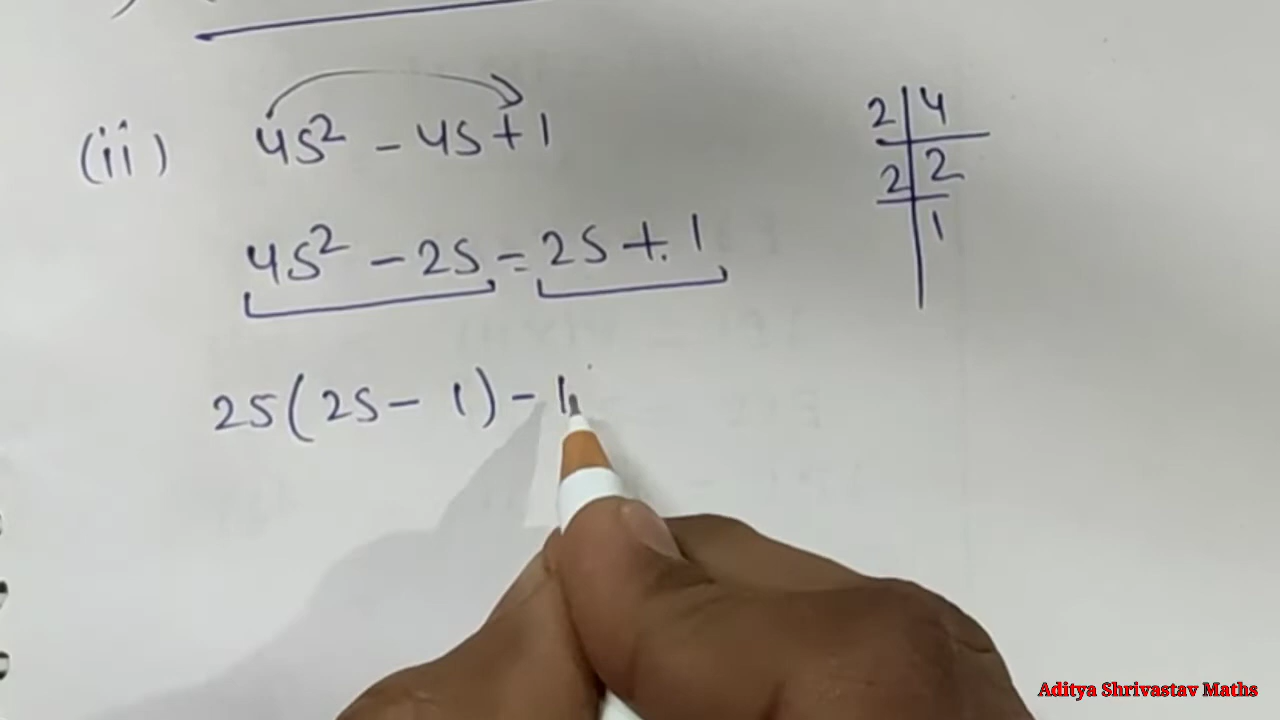 (ii) 4s² - 4s + 1
4s² - 2s = 2s + 1
2s(2s - 1) - 1
2 | 4
2 | 2
1
Aditya Shrivastav Maths